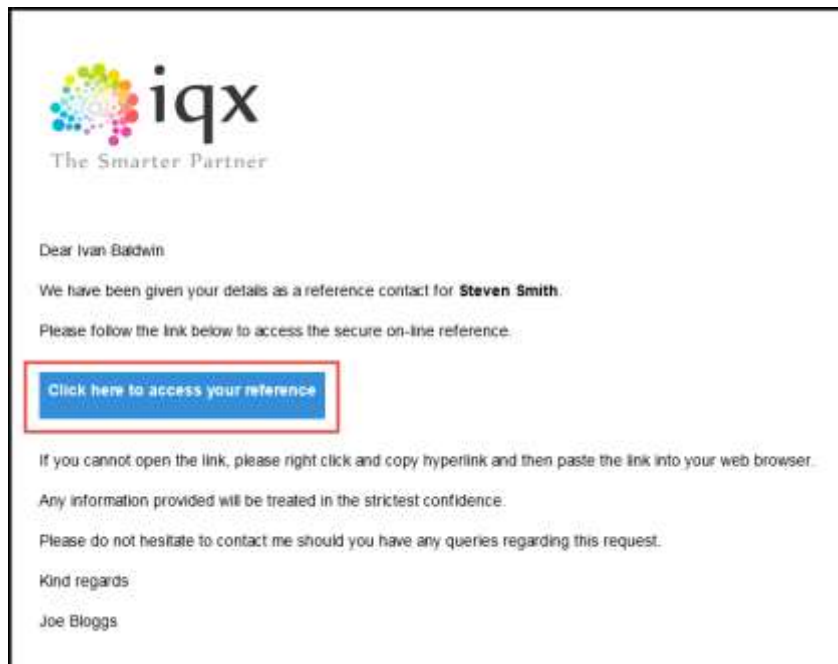 iqx
The Smarter Partner
Dear Ivan Baldwin
We have been given your details as a reference contact for Steven Smith.
Please follow the link below to access the secure on-line reference.
Click here to access your reference
If you cannot open the link, please right click and copy hyperlink and then paste the link into your web browser.
Any information provided will be treated in the strictest confidence.
Please do not hesitate to contact me should you have any queries regarding this request.
Kind regards
Joe Bloggs